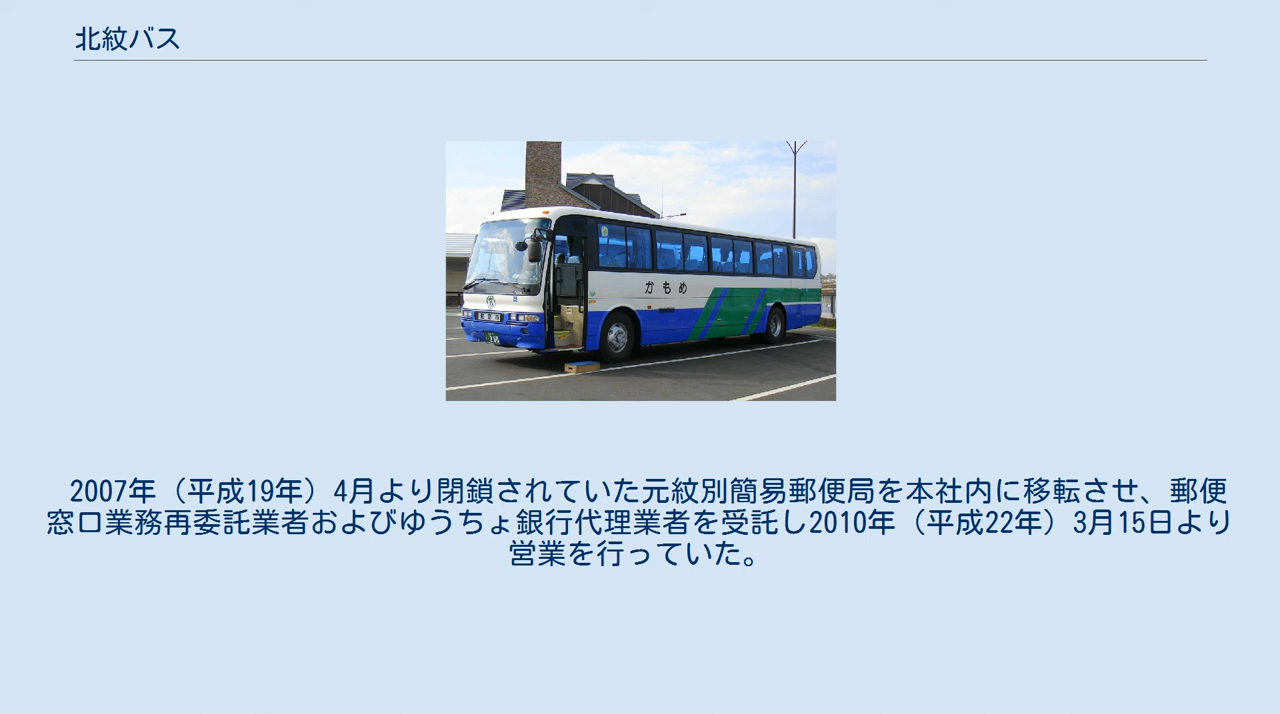 北紋バス
かもめ
2007年（平成19年）4月より閉鎖されていた元紋別簡易郵便局を本社内に移転させ、郵便
窓口業務再委託業者およびゆうちょ銀行代理業者を受託し2010年（平成22年）3月15日より
営業を行っていた。